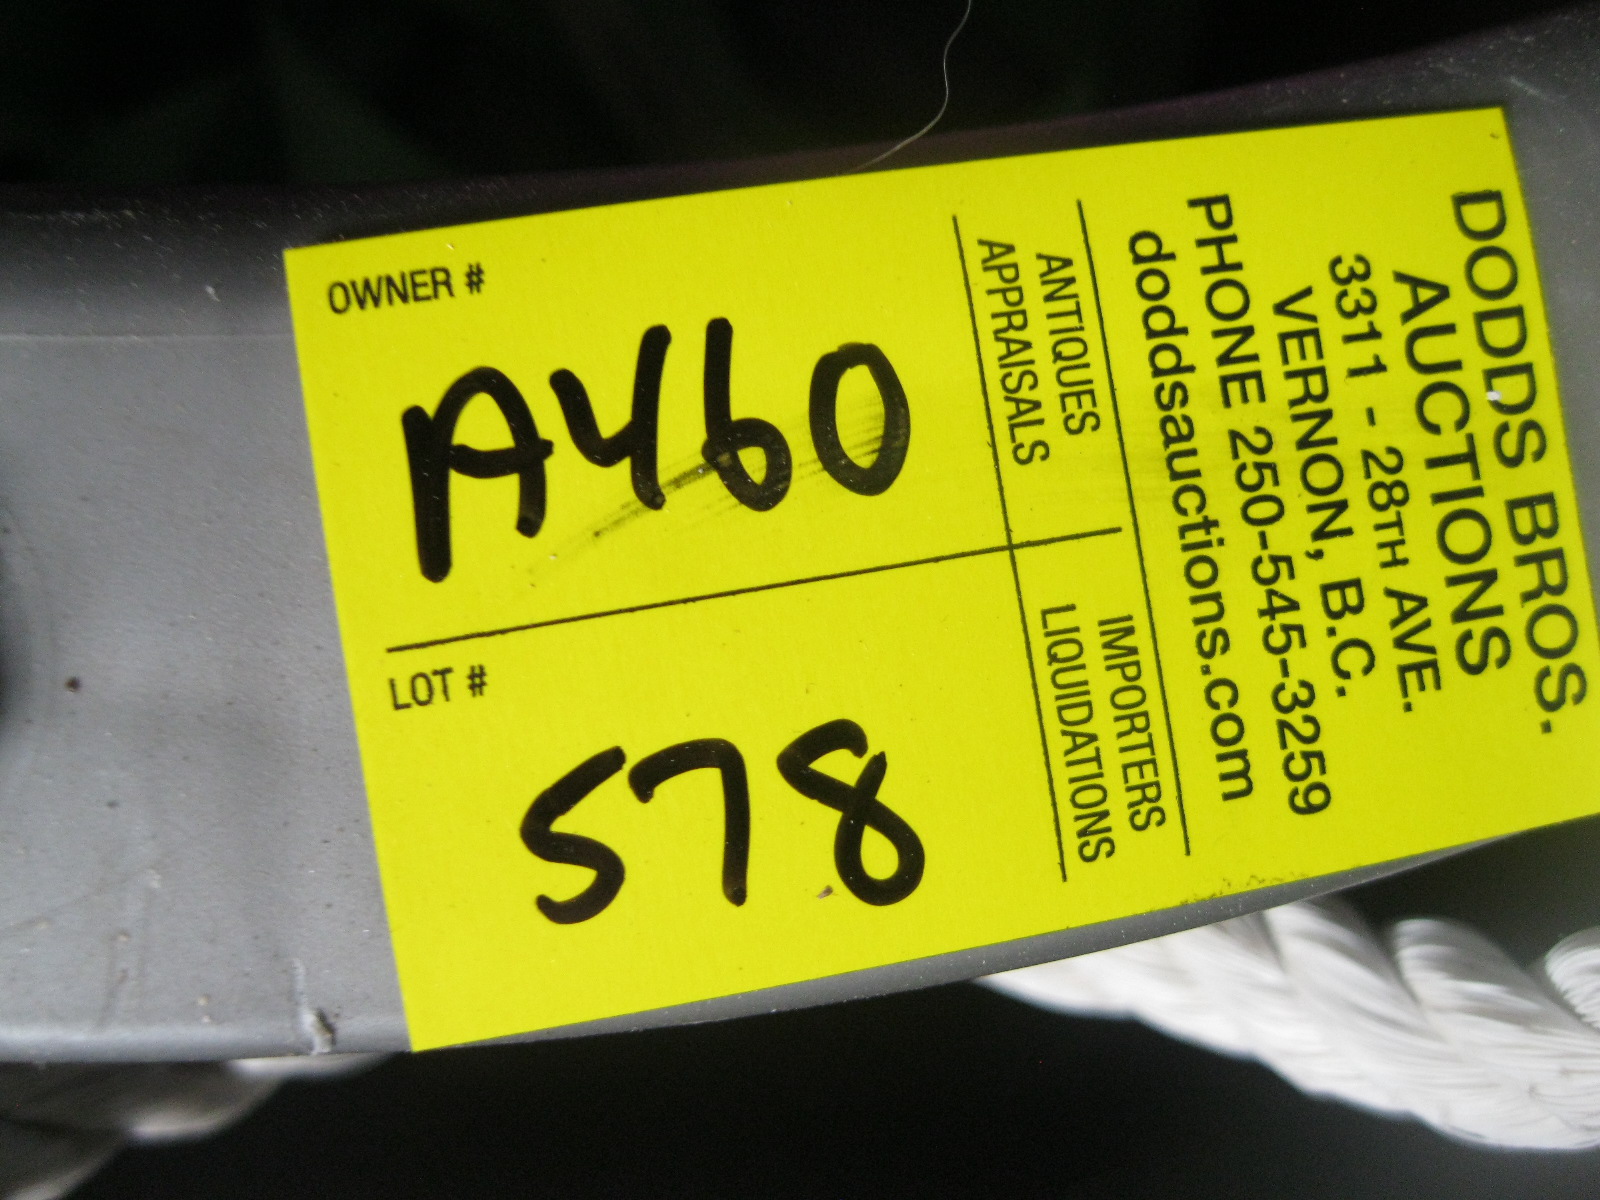 OWNER #
A460
LOT #
578
DODDS BROS.
AUCTIONS
3311 - 28TH AVE.
VERNON, B.C.
PHONE 250-545-3259
doddsauctions.com
ANTIQUES
APPRAISALS
IMPORTERS
LIQUIDATIONS